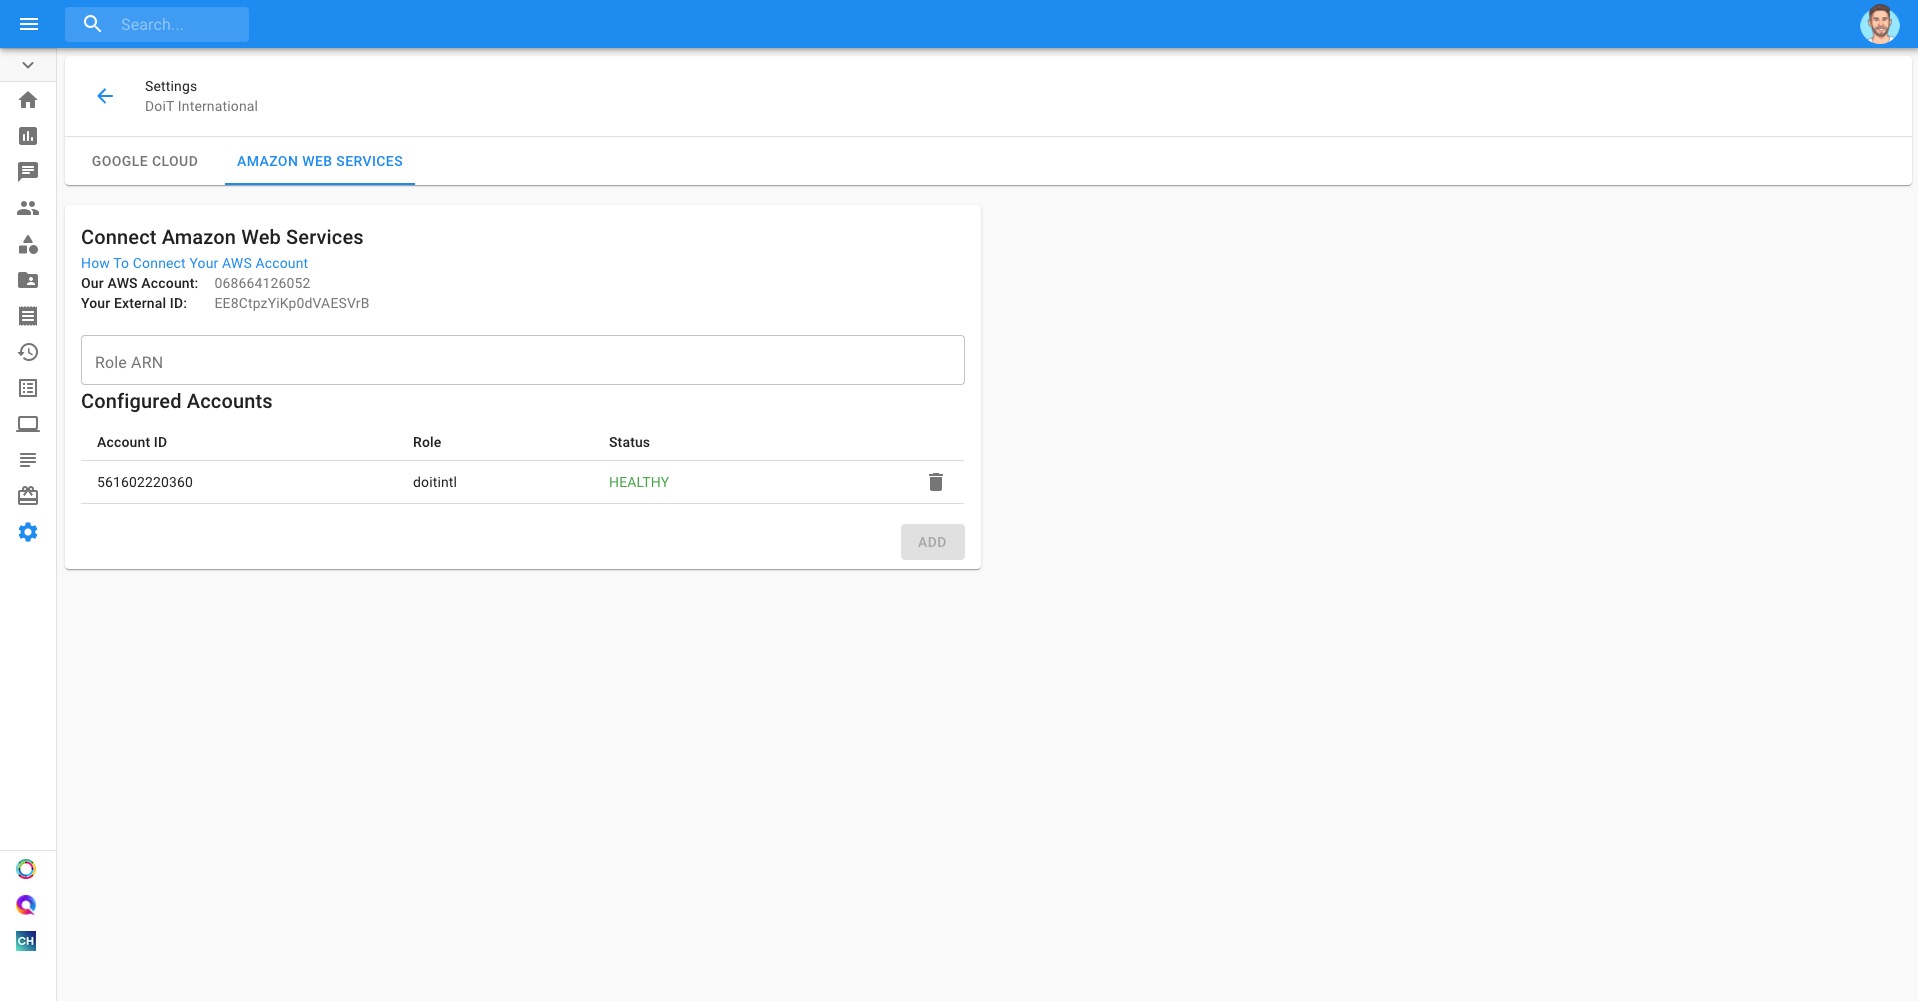 Search...
Settings
DoiT International
GOOGLE CLOUD AMAZON WEB SERVICES
Connect Amazon Web Services
How To Connect Your AWS Account
Our AWS Account: 068664126052
Your External ID: EE8CtpzYiKp0dVAESVrB
Role ARN
Configured Accounts
Account ID Role Status
561602220360 doitintl HEALTHY
ADD
CH